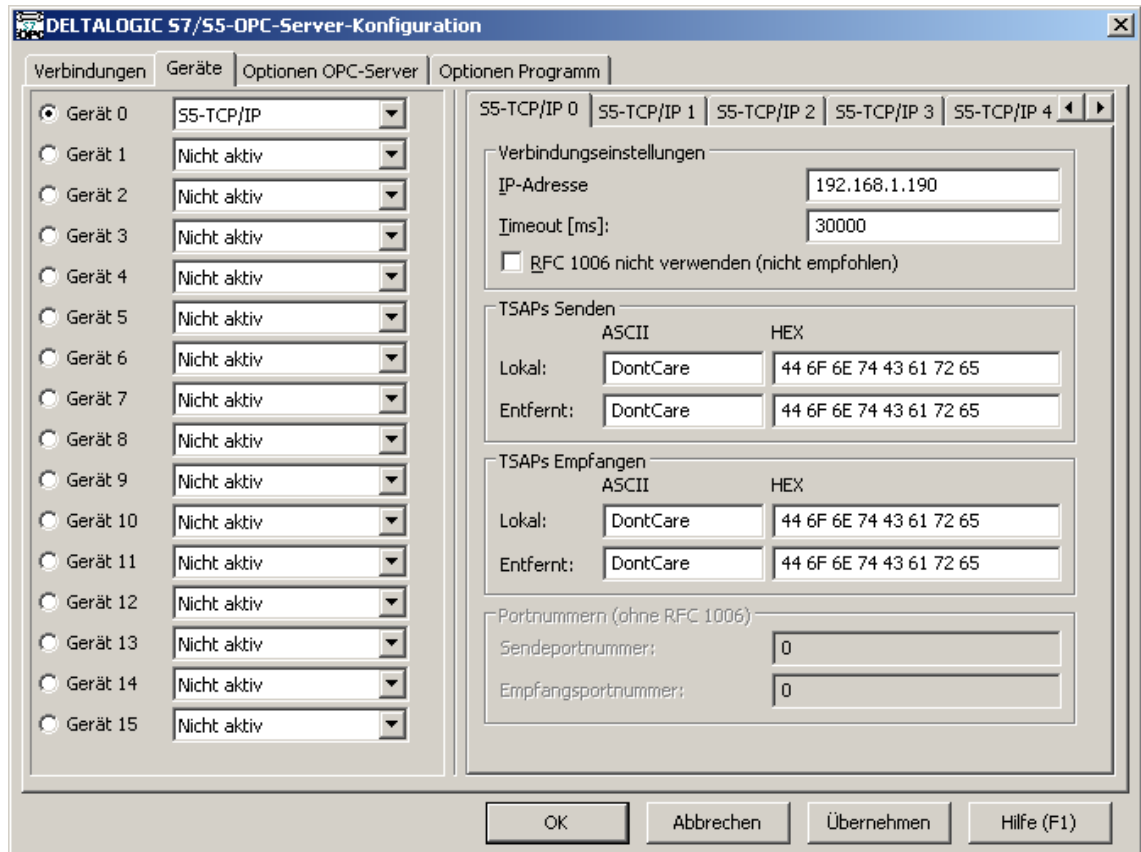 DELTALOGIC S7/S5-OPC-Server-Konfiguration
Verbindungen Geräte Optionen OPC-Server Optionen Programm
Gerät 0 S5-TCP/IP
Gerät 1 Nicht aktiv
Gerät 2 Nicht aktiv
Gerät 3 Nicht aktiv
Gerät 4 Nicht aktiv
Gerät 5 Nicht aktiv
Gerät 6 Nicht aktiv
Gerät 7 Nicht aktiv
Gerät 8 Nicht aktiv
Gerät 9 Nicht aktiv
Gerät 10 Nicht aktiv
Gerät 11 Nicht aktiv
Gerät 12 Nicht aktiv
Gerät 13 Nicht aktiv
Gerät 14 Nicht aktiv
Gerät 15 Nicht aktiv
S5-TCP/IP 0 S5-TCP/IP 1 S5-TCP/IP 2 S5-TCP/IP 3 S5-TCP/IP 4
Verbindungseinstellungen
IP-Adresse 192.168.1.190
Timeout [ms]: 30000
RFC 1006 nicht verwenden (nicht empfohlen)
TSAPs Senden
ASCII HEX
Lokal: DontCare 44 6F 6E 74 43 61 72 65
Entfernt: DontCare 44 6F 6E 74 43 61 72 65
TSAPs Empfangen
ASCII HEX
Lokal: DontCare 44 6F 6E 74 43 61 72 65
Entfernt: DontCare 44 6F 6E 74 43 61 72 65
Portnummern (ohne RFC 1006)
Sendeportnummer: 0
Empfangsportnummer: 0
OK Abbrechen Übernehmen Hilfe (F1)